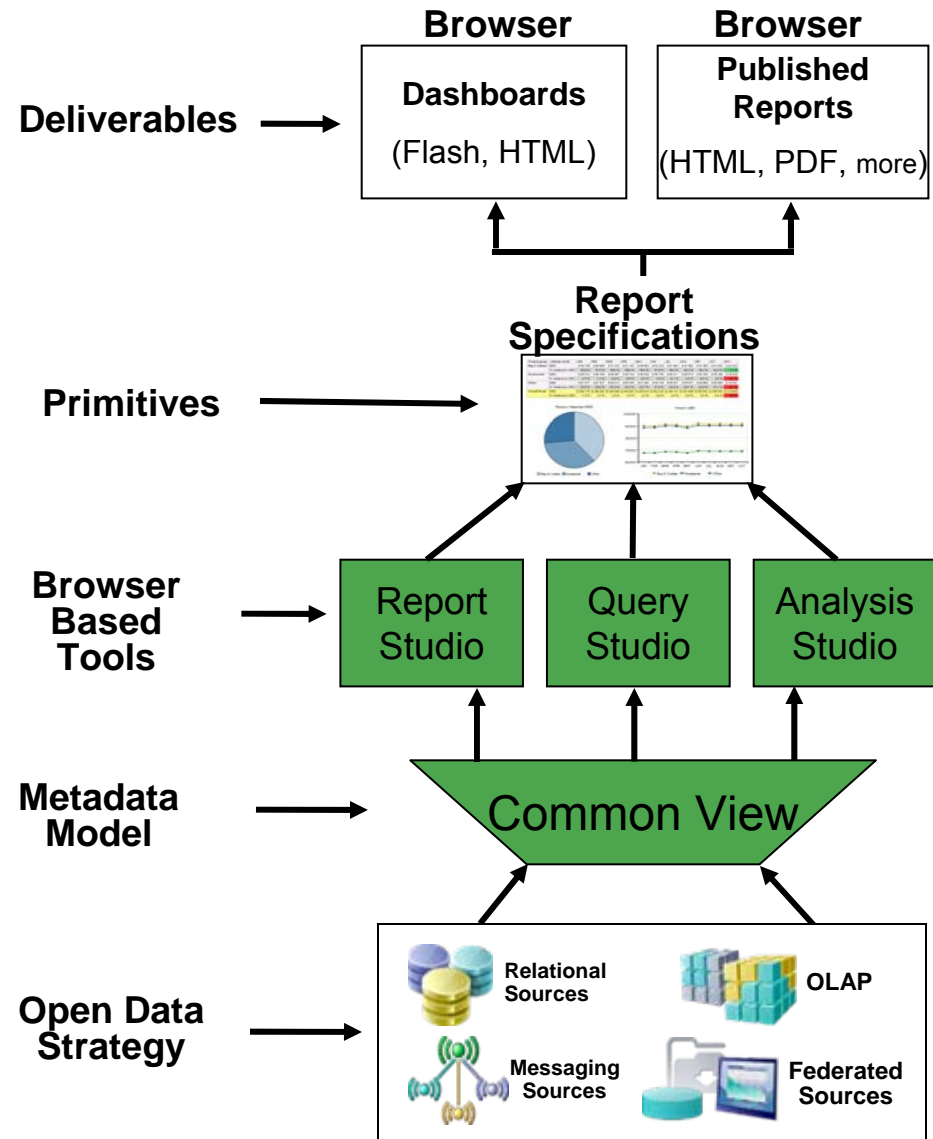 Browser
Browser
Deliverables
Dashboards
(Flash, HTML)
Published
Reports
(HTML, PDF, more)
Report
Specifications
Primitives
Browser
Based
Tools
Report
Studio
Query
Studio
Analysis
Studio
Metadata
Model
Common View
Open Data
Strategy
Relational
Sources
OLAP
Messaging
Sources
Federated
Sources